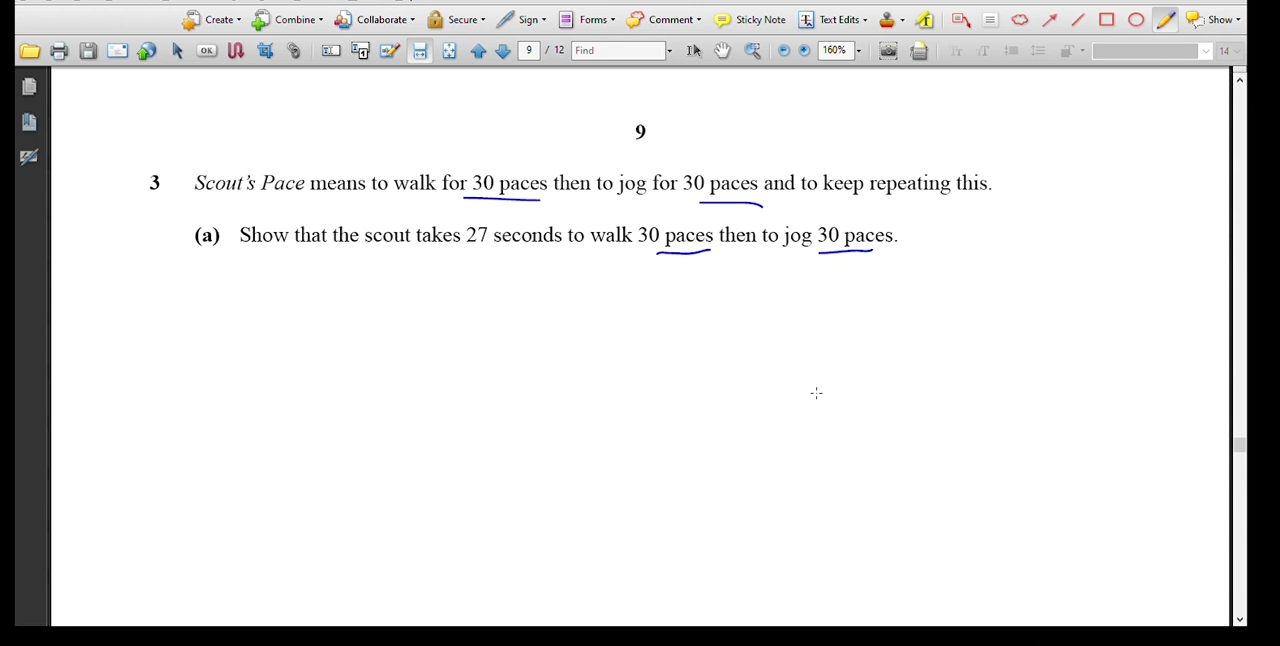 Create Combine Collaborate Secure Sign Forms Comment Sticky Note Text Edits Show
OK 9 / 12 Find 160% 14
9
3 Scout's Pace means to walk for 30 paces then to jog for 30 paces and to keep repeating this.
(a) Show that the scout takes 27 seconds to walk 30 paces then to jog 30 paces.